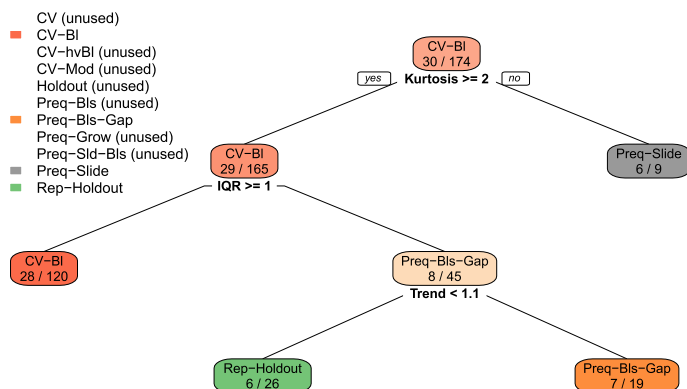 CV (unused)
CV−Bl
CV−hvBl (unused)
CV−Mod (unused)
Holdout (unused)
Preq−Bls (unused)
Preq−Bls−Gap
Preq−Grow (unused)
Preq−Sld−Bls (unused)
Preq−Slide
Rep−Holdout
CV−Bl
30 / 174
yes
Kurtosis >= 2
no
CV−Bl
29 / 165
IQR >= 1
Preq−Slide
6 / 9
CV−Bl
28 / 120
Preq−Bls−Gap
8 / 45
Trend < 1.1
Rep−Holdout
6 / 26
Preq−Bls−Gap
7 / 19